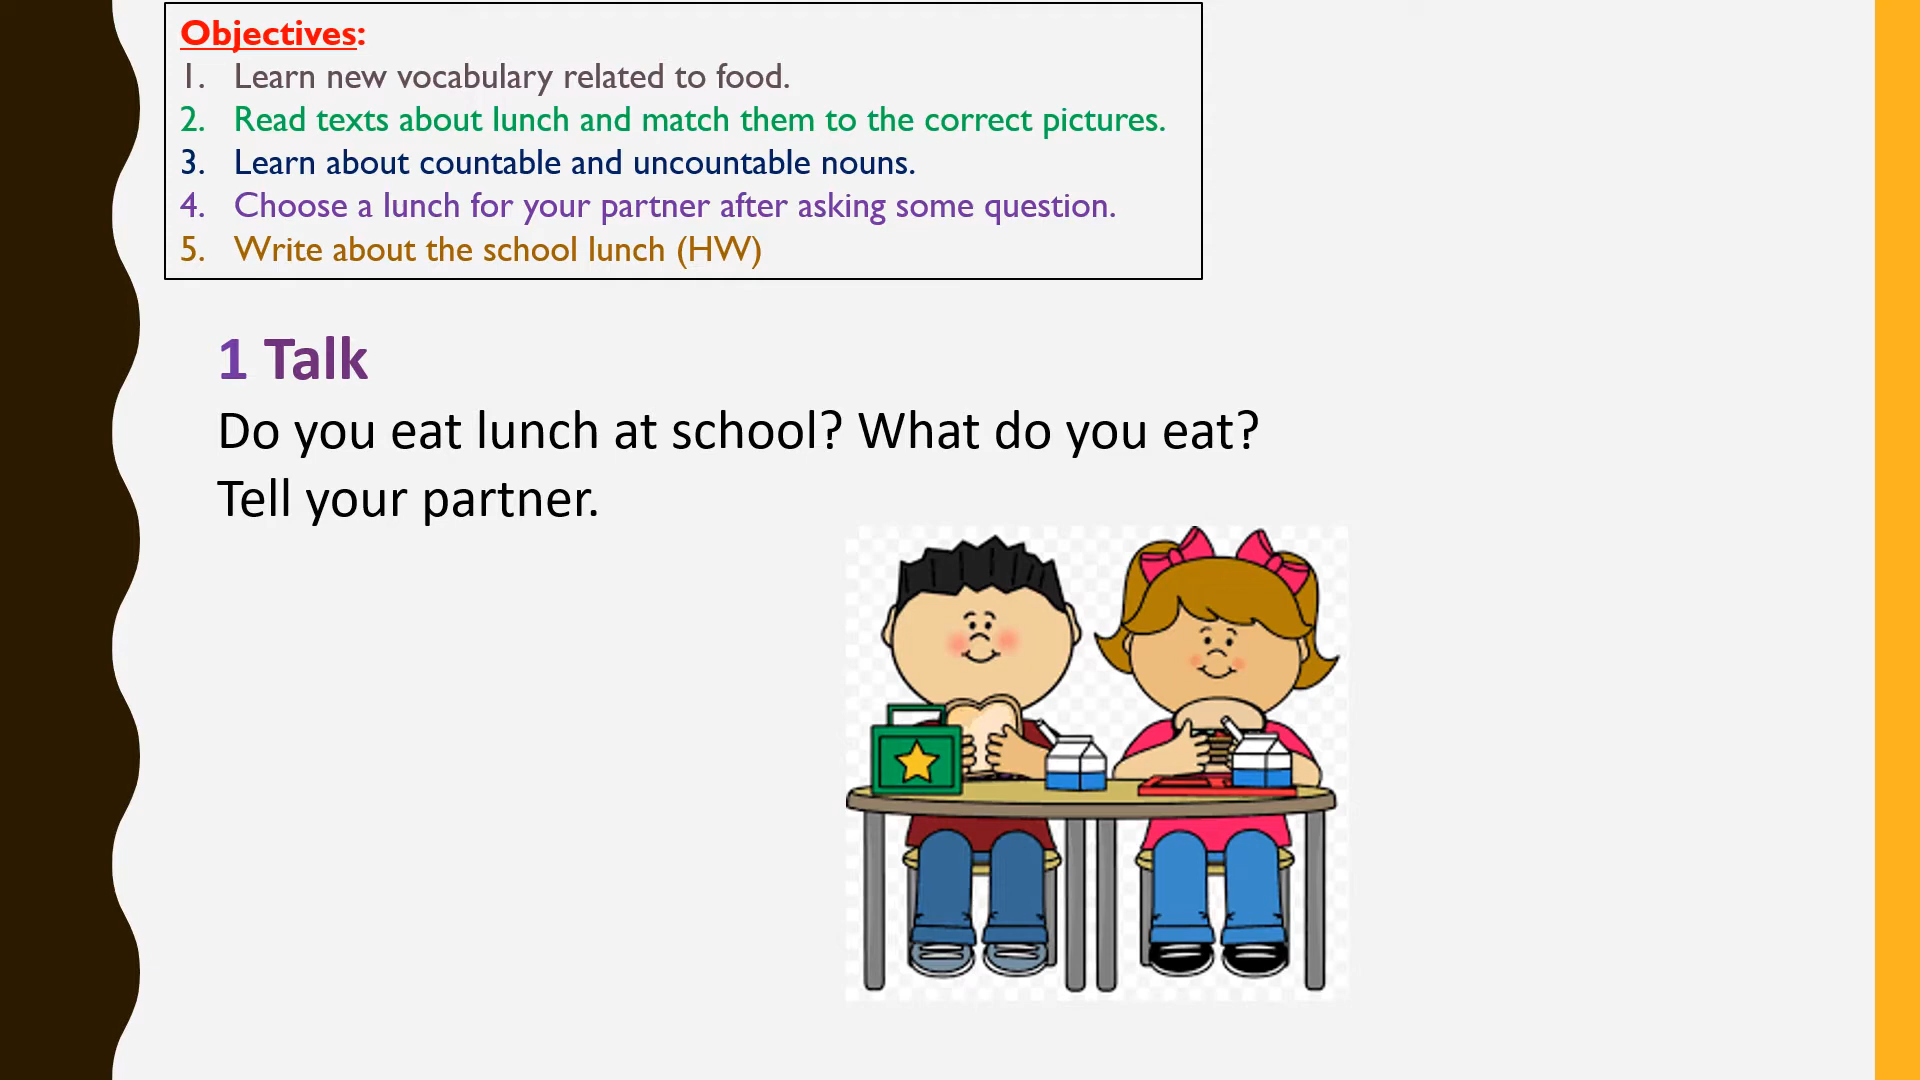 Objectives:
1. Learn new vocabulary related to food.
2. Read texts about lunch and match them to the correct pictures.
3. Learn about countable and uncountable nouns.
4. Choose a lunch for your partner after asking some question.
5. Write about the school lunch (HW)
1 Talk
Do you eat lunch at school? What do you eat?
Tell your partner.